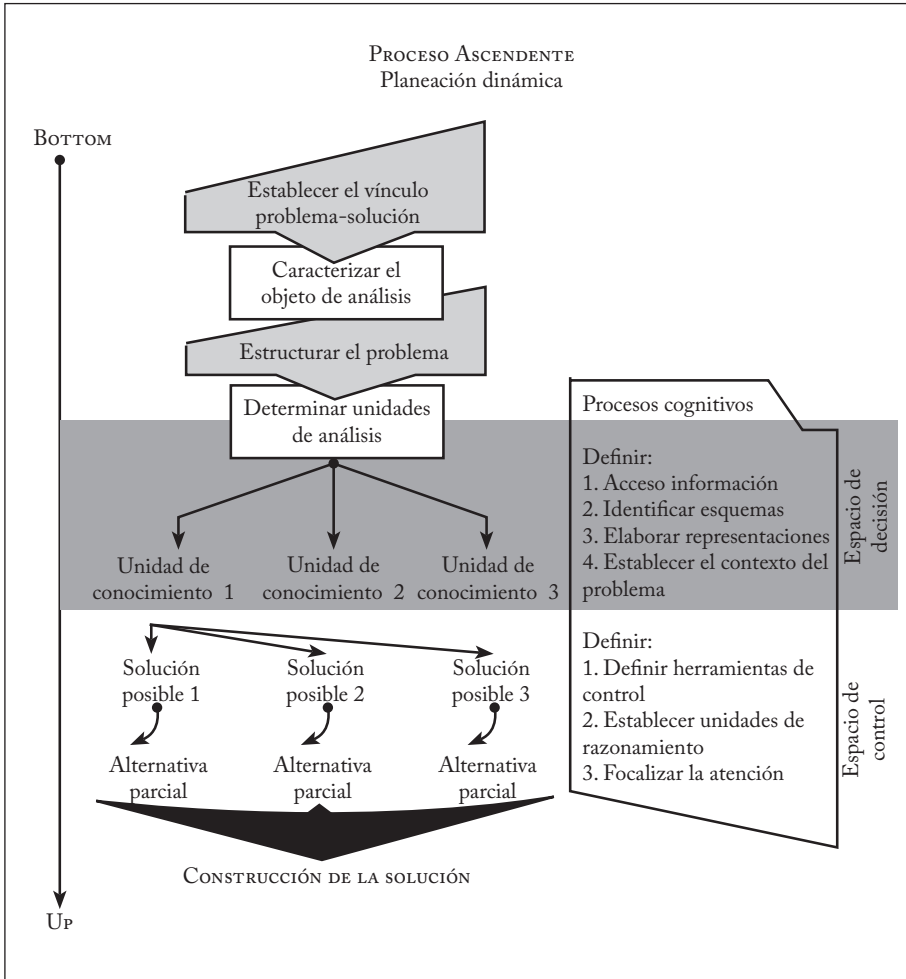 Proceso Ascendente
Planeación dinámica
Bottom
Establecer el vínculo
problema-solución
Caracterizar el
objeto de análisis
Estructurar el problema
Determinar unidades
de análisis
Unidad de
conocimiento 1
Unidad de
conocimiento 2
Unidad de
conocimiento 3
Solución
posible 1
Solución
posible 2
Solución
posible 3
Alternativa
parcial
Alternativa
parcial
Alternativa
parcial
Construcción de la solución
Up
Procesos cognitivos
Definir:
1. Acceso información
2. Identificar esquemas
3. Elaborar representaciones
4. Establecer el contexto del
problema
Espacio de
decisión
Definir:
1. Definir herramientas de
control
2. Establecer unidades de
razonamiento
3. Focalizar la atención
Espacio de
control